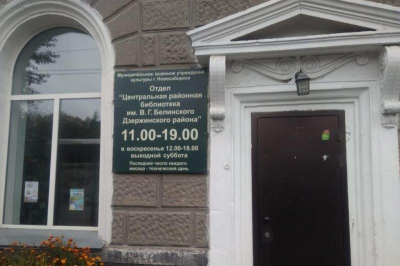 Муниципальное казённое учреждение
культуры г. Новосибирска
Отдел
"Центральная районная
библиотека
им. В. Г. Белинского
Дзержинского района"
11.00-19.00
в воскресенье 12.00-18.00
выходной суббота
Последнее число каждого
месяца - технический день